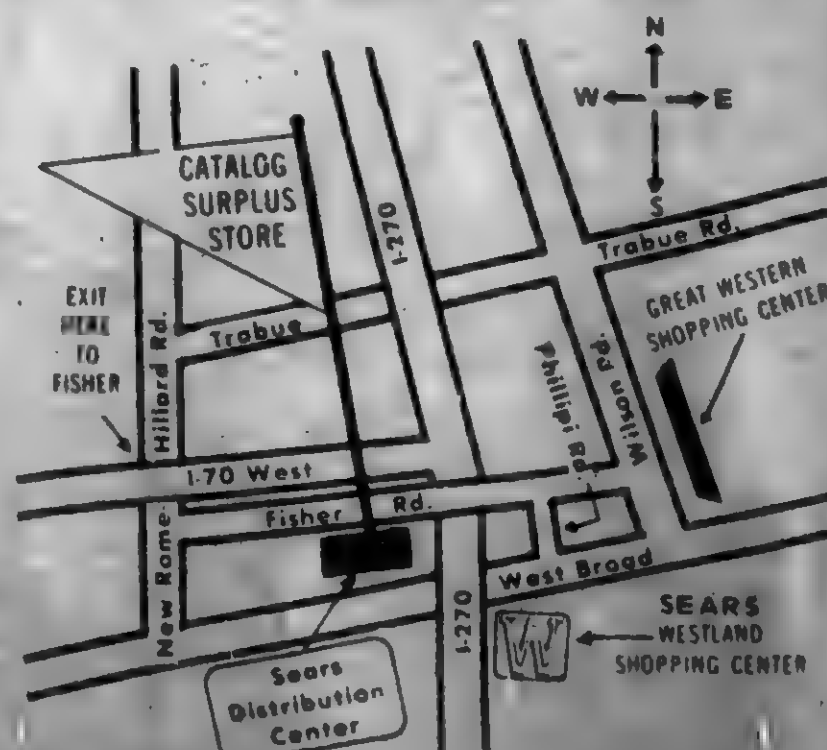 N
W E
S
CATALOG
SURPLUS
STORE
I-270
Trabue Rd.
GREAT WESTERN
SHOPPING CENTER
EXIT
HERE
TO
FISHER
Hillard Rd.
Trabue
Phillipi Rd.
Wilson Rd.
I-70 West
Fisher Rd.
New Rome
West Broad
I-270
SEARS
WESTLAND
SHOPPING CENTER
Sears
Distribution
Center